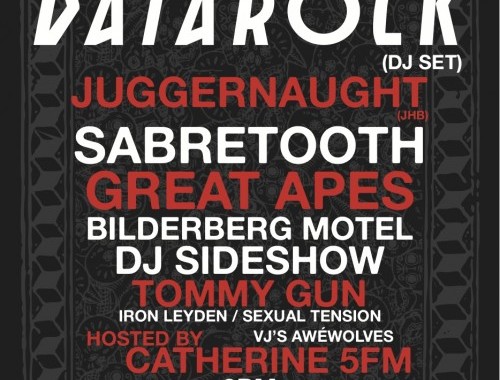 DATAROCK
(DJ SET)
JUGGERNAUGHT
(JHB)
SABRETOOTH
GREAT APES
BILDERBERG MOTEL
DJ SIDESHOW
TOMMY GUN
IRON LEYDEN / SEXUAL TENSION
HOSTED BY VJ'S AWÉWOLVES
CATHERINE 5FM